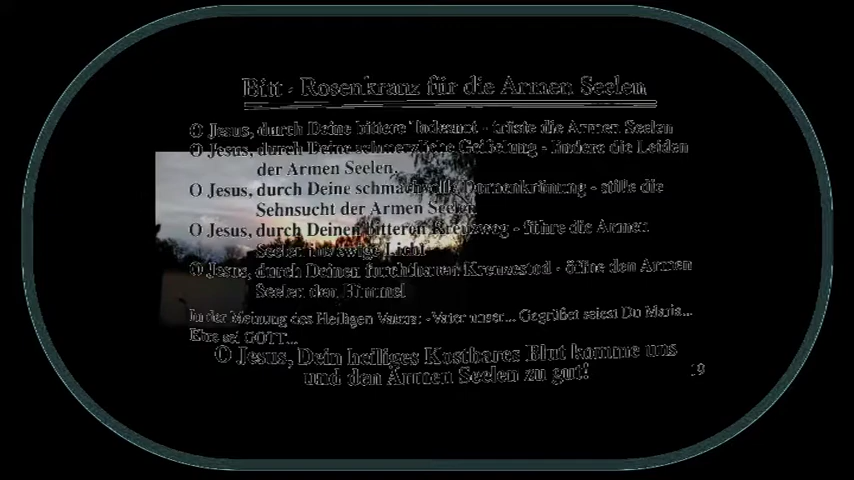 Bitt - Rosenkranz für die Armen Seelen
O Jesus, durch Deine bittere Todesnot - tröste die Armen Seelen
O Jesus, durch Deine schmerzliche Geißelung - lindere die Leiden
der Armen Seelen,
O Jesus, durch Deine schmachvolle Dornenkrönung - stille die
Sehnsucht der Armen Seelen
O Jesus, durch Deinen bitteren Kreuzweg - führe die Armen
Seelen ins ewige Licht
O Jesus, durch Deinen furchtbaren Kreuzestod - öffne den Armen
Seelen den Himmel
In der Meinung des Heiligen Vaters: -Vater unser... Gegrüßet seiest Du Maria...
Ehre sei GOTT...
O Jesus, Dein heiliges Kostbares Blut komme uns
und den Armen Seelen zu gut!
19